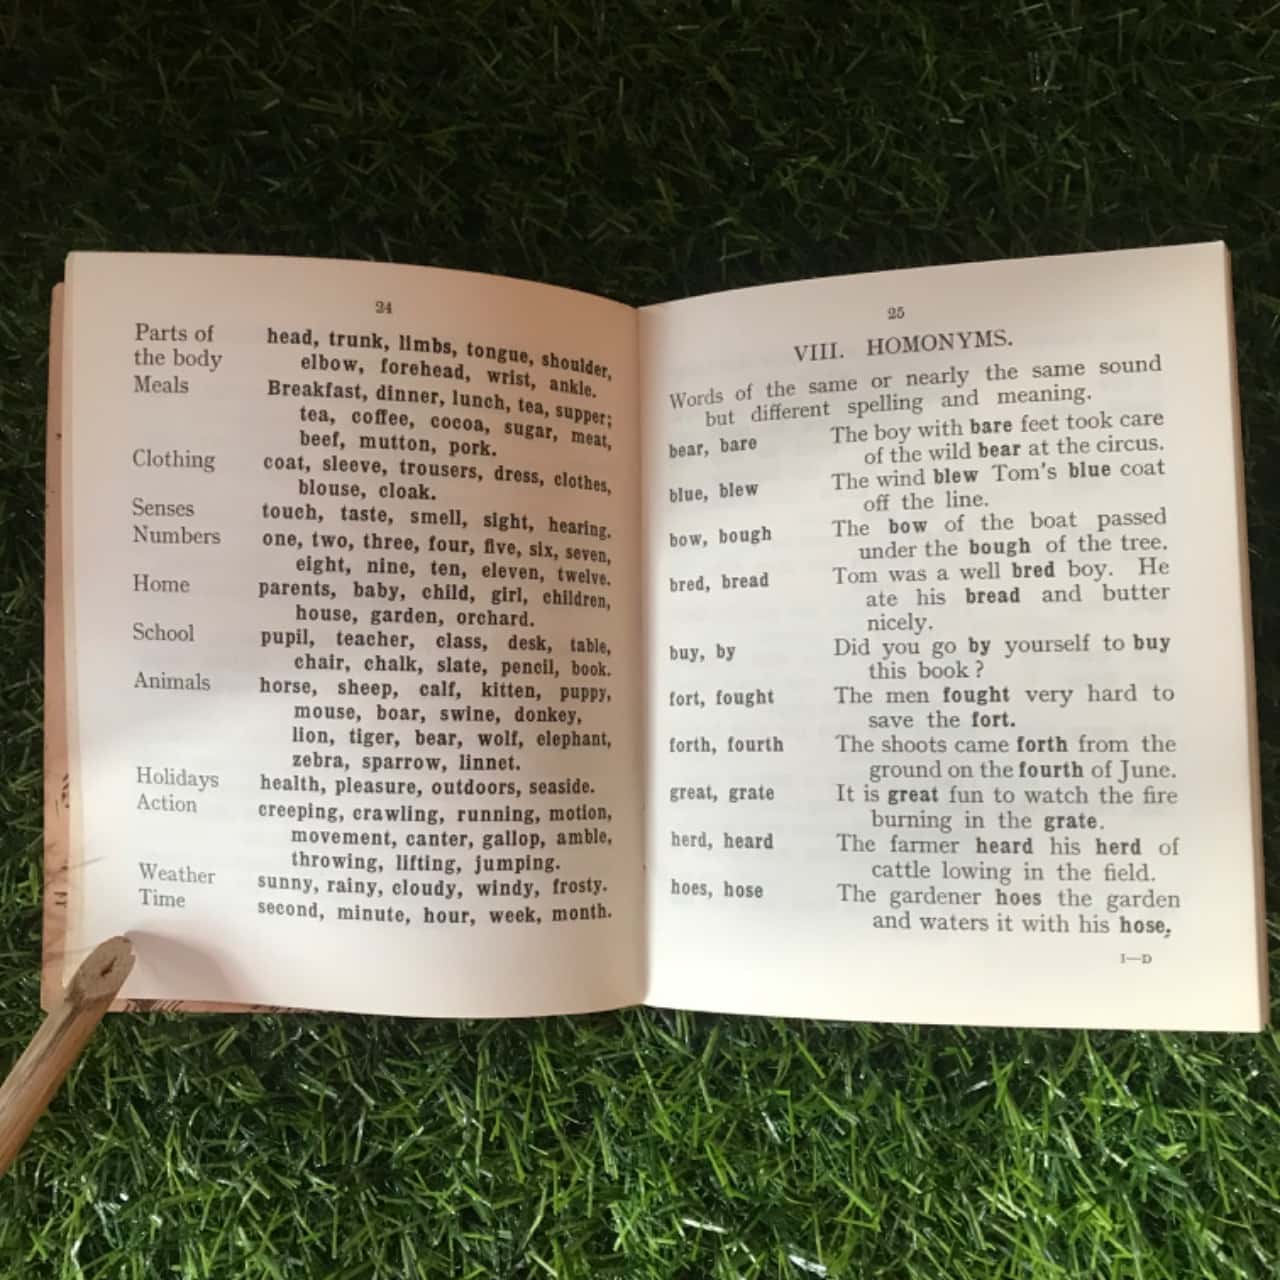 24
Parts of head, trunk, limbs, tongue, shoulder,
the body elbow, forehead, wrist, ankle.
Meals Breakfast, dinner, lunch, tea, supper;
tea, coffee, cocoa, sugar, meat,
beef, mutton, pork.
Clothing coat, sleeve, trousers, dress, clothes,
blouse, cloak.
Senses touch, taste, smell, sight, hearing.
Numbers one, two, three, four, five, six, seven,
eight, nine, ten, eleven, twelve.
Home parents, baby, child, girl, children,
house, garden, orchard.
School pupil, teacher, class, desk, table,
chair, chalk, slate, pencil, book.
Animals horse, sheep, calf, kitten, puppy,
mouse, boar, swine, donkey,
lion, tiger, bear, wolf, elephant,
zebra, sparrow, linnet.
Holidays health, pleasure, outdoors, seaside.
Action creeping, crawling, running, motion,
movement, canter, gallop, amble,
throwing, lifting, jumping.
Weather sunny, rainy, cloudy, windy, frosty.
Time second, minute, hour, week, month.
25
VIII. HOMONYMS.
Words of the same or nearly the same sound
but different spelling and meaning.
bear, bare The boy with bare feet took care
of the wild bear at the circus.
blue, blew The wind blew Tom's blue coat
off the line.
bow, bough The bow of the boat passed
under the bough of the tree.
bred, bread Tom was a well bred boy. He
ate his bread and butter
nicely.
buy, by Did you go by yourself to buy
this book ?
fort, fought The men fought very hard to
save the fort.
forth, fourth The shoots came forth from the
ground on the fourth of June.
great, grate It is great fun to watch the fire
burning in the grate.
herd, heard The farmer heard his herd of
cattle lowing in the field.
hoes, hose The gardener hoes the garden
and waters it with his hose,
I—D